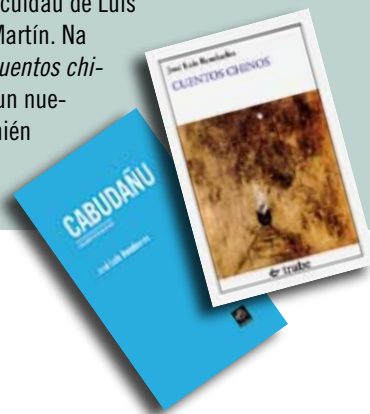 cuidáu de Luis
Martín. Na
uentos chi-
un nue-
ién
José Luis Rendueles
CUENTOS CHINOS
trabe
CABUDAÑU
José Luis Rendueles